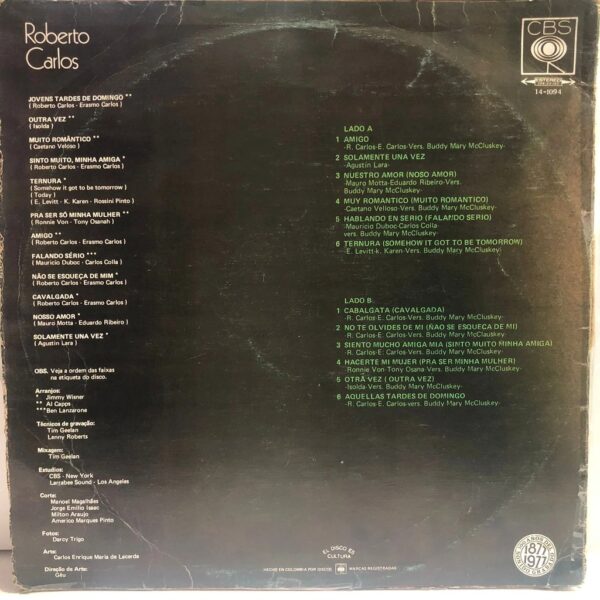 Roberto
Carlos
CBS
STEREO
14-1094
JOVENS TARDES DE DOMINGO **
( Roberto Carlos - Erasmo Carlos )
OUTRA VEZ **
( Isolda )
MUITO ROMÂNTICO **
( Caetano Veloso )
SINTO MUITO, MINHA AMIGA *
( Roberto Carlos - Erasmo Carlos )
TERNURA *
(Somehow it got to be tomorrow )
( Today )
( E. Levitt - K. Karen - Rossini Pinto )
PRA SER SÓ MINHA MULHER **
( Ronnie Von - Tony Osanah )
AMIGO **
( Roberto Carlos - Erasmo Carlos )
FALANDO SÉRIO ***
( Mauricio Duboc - Carlos Colla )
NÃO SE ESQUEÇA DE MIM *
( Roberto Carlos - Erasmo Carlos )
CAVALGADA *
( Roberto Carlos - Erasmo Carlos )
NOSSO AMOR *
( Mauro Motta - Eduardo Ribeiro )
SOLAMENTE UNA VEZ *
( Agustin Lara )
OBS. Veja a ordem das faixas
na etiqueta do disco.
Arranjos:
* Jimmy Wisner
** Al Capps
*** Ben Lanzarone
Técnicos de gravação:
Tim Geelan
Lenny Roberts
Mixagem:
Tim Geelan
Estudios:
CBS - New York
Larrabee Sound - Los Angeles
Corte:
Manoel Magalhães
Jorge Emilio Isaac
Milton Araujo
Americo Marques Pinto
Fotos:
Darcy Trigo
Arte:
Carlos Enrique Maria de Lacerda
Direção de Arte:
Géu
LADO A
1 AMIGO
-R. Carlos-E. Carlos-Vers. Buddy Mary McCluskey-
2 SOLAMENTE UNA VEZ
-Agustin Lara-
3 NUESTRO AMOR (NOSO AMOR)
-Mauro Motta-Eduardo Ribeiro-Vers.
Buddy Mary McCluskey-
4 MUY ROMANTICO (MUITO ROMANTICO)
-Caetano Velloso-Vers. Buddy Mary McCluskey-
5 HABLANDO EN SERIO (FALANDO SERIO)
-Mauricio Duboc-Carlos Colla-
vers. Buddy Mary McCluskey-
6 TERNURA (SOMEHOW IT GOT TO BE TOMORROW)
-E. Levitt-k. Karen-Vers. Buddy Mary McCluskey-
LADO B
1 CABALGATA (CAVALGADA)
-R. Carlos-E. Carlos-Vers. Buddy Mary McCluskey-
2 NO TE OLVIDES DE MI (ÑAO SE ESQUEÇA DE MI)
-R. Carlos-E. Carlos-Vers. Buddy Mary McCluskey-
3 SIENTO MUCHO AMIGA MIA (SINTO MUITO MINHA AMIGA)
-R. Carlos-E. Carlos-Vers. Buddy Mary McCluskey-
4 HACERTE MI MUJER (PRA SER MINHA MULHER)
-Ronnie Von-Tony Osana-Vers. Buddy Mary McCluskey-
5 OTRA VEZ ( OUTRA VEZ)
-Isolda-Vers. Buddy Mary McCluskey-
6 AQUELLAS TARDES DE DOMINGO
-R. Carlos-E. Carlos-vers. Buddy Mary McCluskey-
EL DISCO ES
CULTURA
HECHO EN COLOMBIA POR DISCOS
MARCAS REGISTRADAS
1877
1977